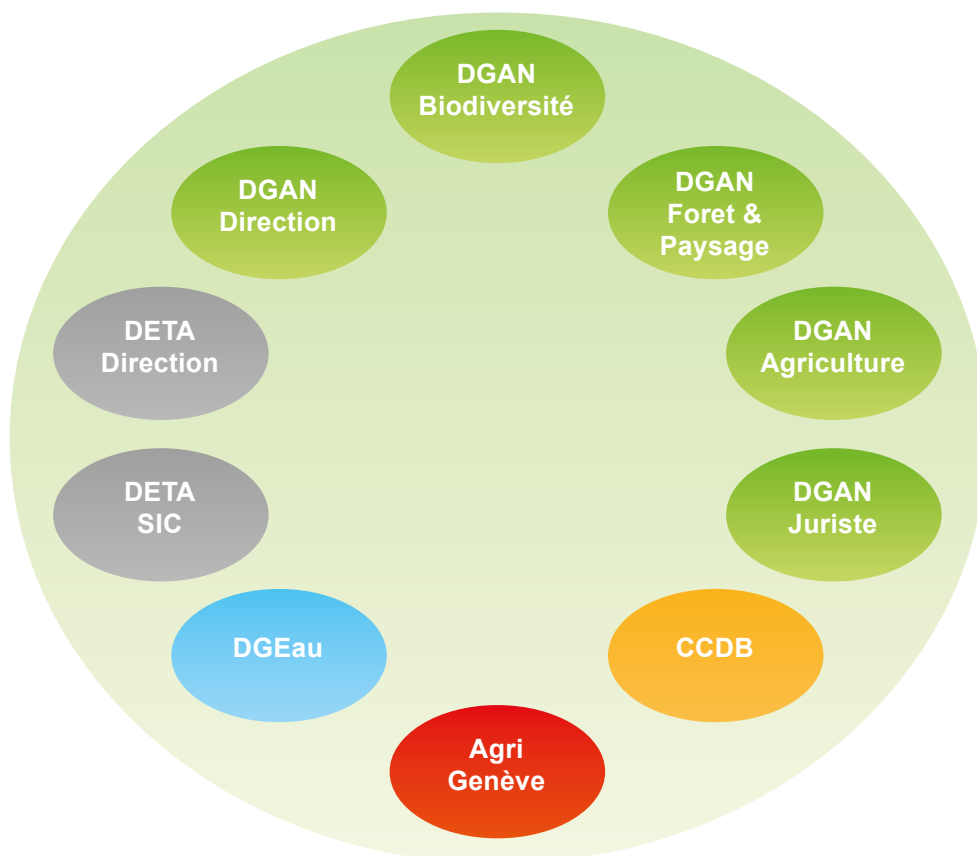 DGAN
Biodiversité
DGAN
Direction
DGAN
Foret &
Paysage
DETA
Direction
DGAN
Agriculture
DETA
SIC
DGAN
Juriste
DGEau
CCDB
Agri
Genève